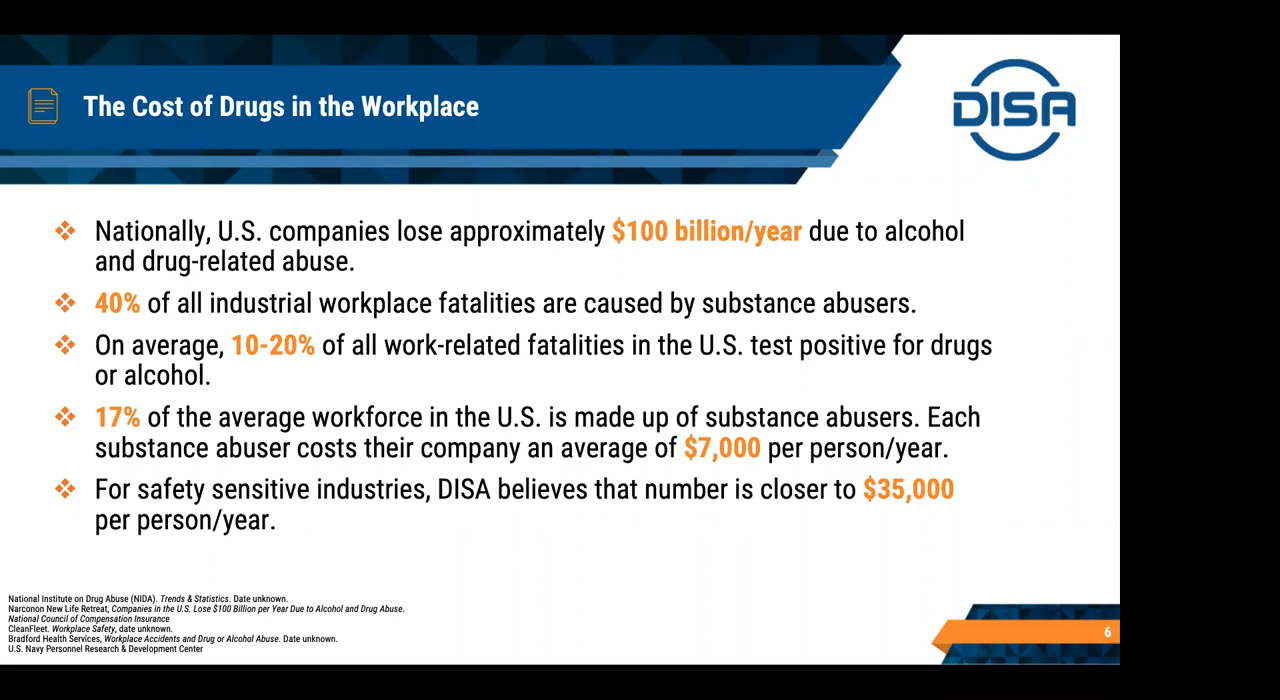 The Cost of Drugs in the Workplace
DISA
Nationally, U.S. companies lose approximately $100 billion/year due to alcohol
and drug-related abuse.
40% of all industrial workplace fatalities are caused by substance abusers.
On average, 10-20% of all work-related fatalities in the U.S. test positive for drugs
or alcohol.
17% of the average workforce in the U.S. is made up of substance abusers. Each
substance abuser costs their company an average of $7,000 per person/year.
For safety sensitive industries, DISA believes that number is closer to $35,000
per person/year.
National Institute on Drug Abuse (NIDA). Trends & Statistics. Date unknown.
Narconon New Life Retreat, Companies in the U.S. Lose $100 Billion per Year Due to Alcohol and Drug Abuse.
National Council of Compensation Insurance
CleanFleet. Workplace Safety, date unknown.
Bradford Health Services, Workplace Accidents and Drug or Alcohol Abuse. Date unknown.
U.S. Navy Personnel Research & Development Center
6